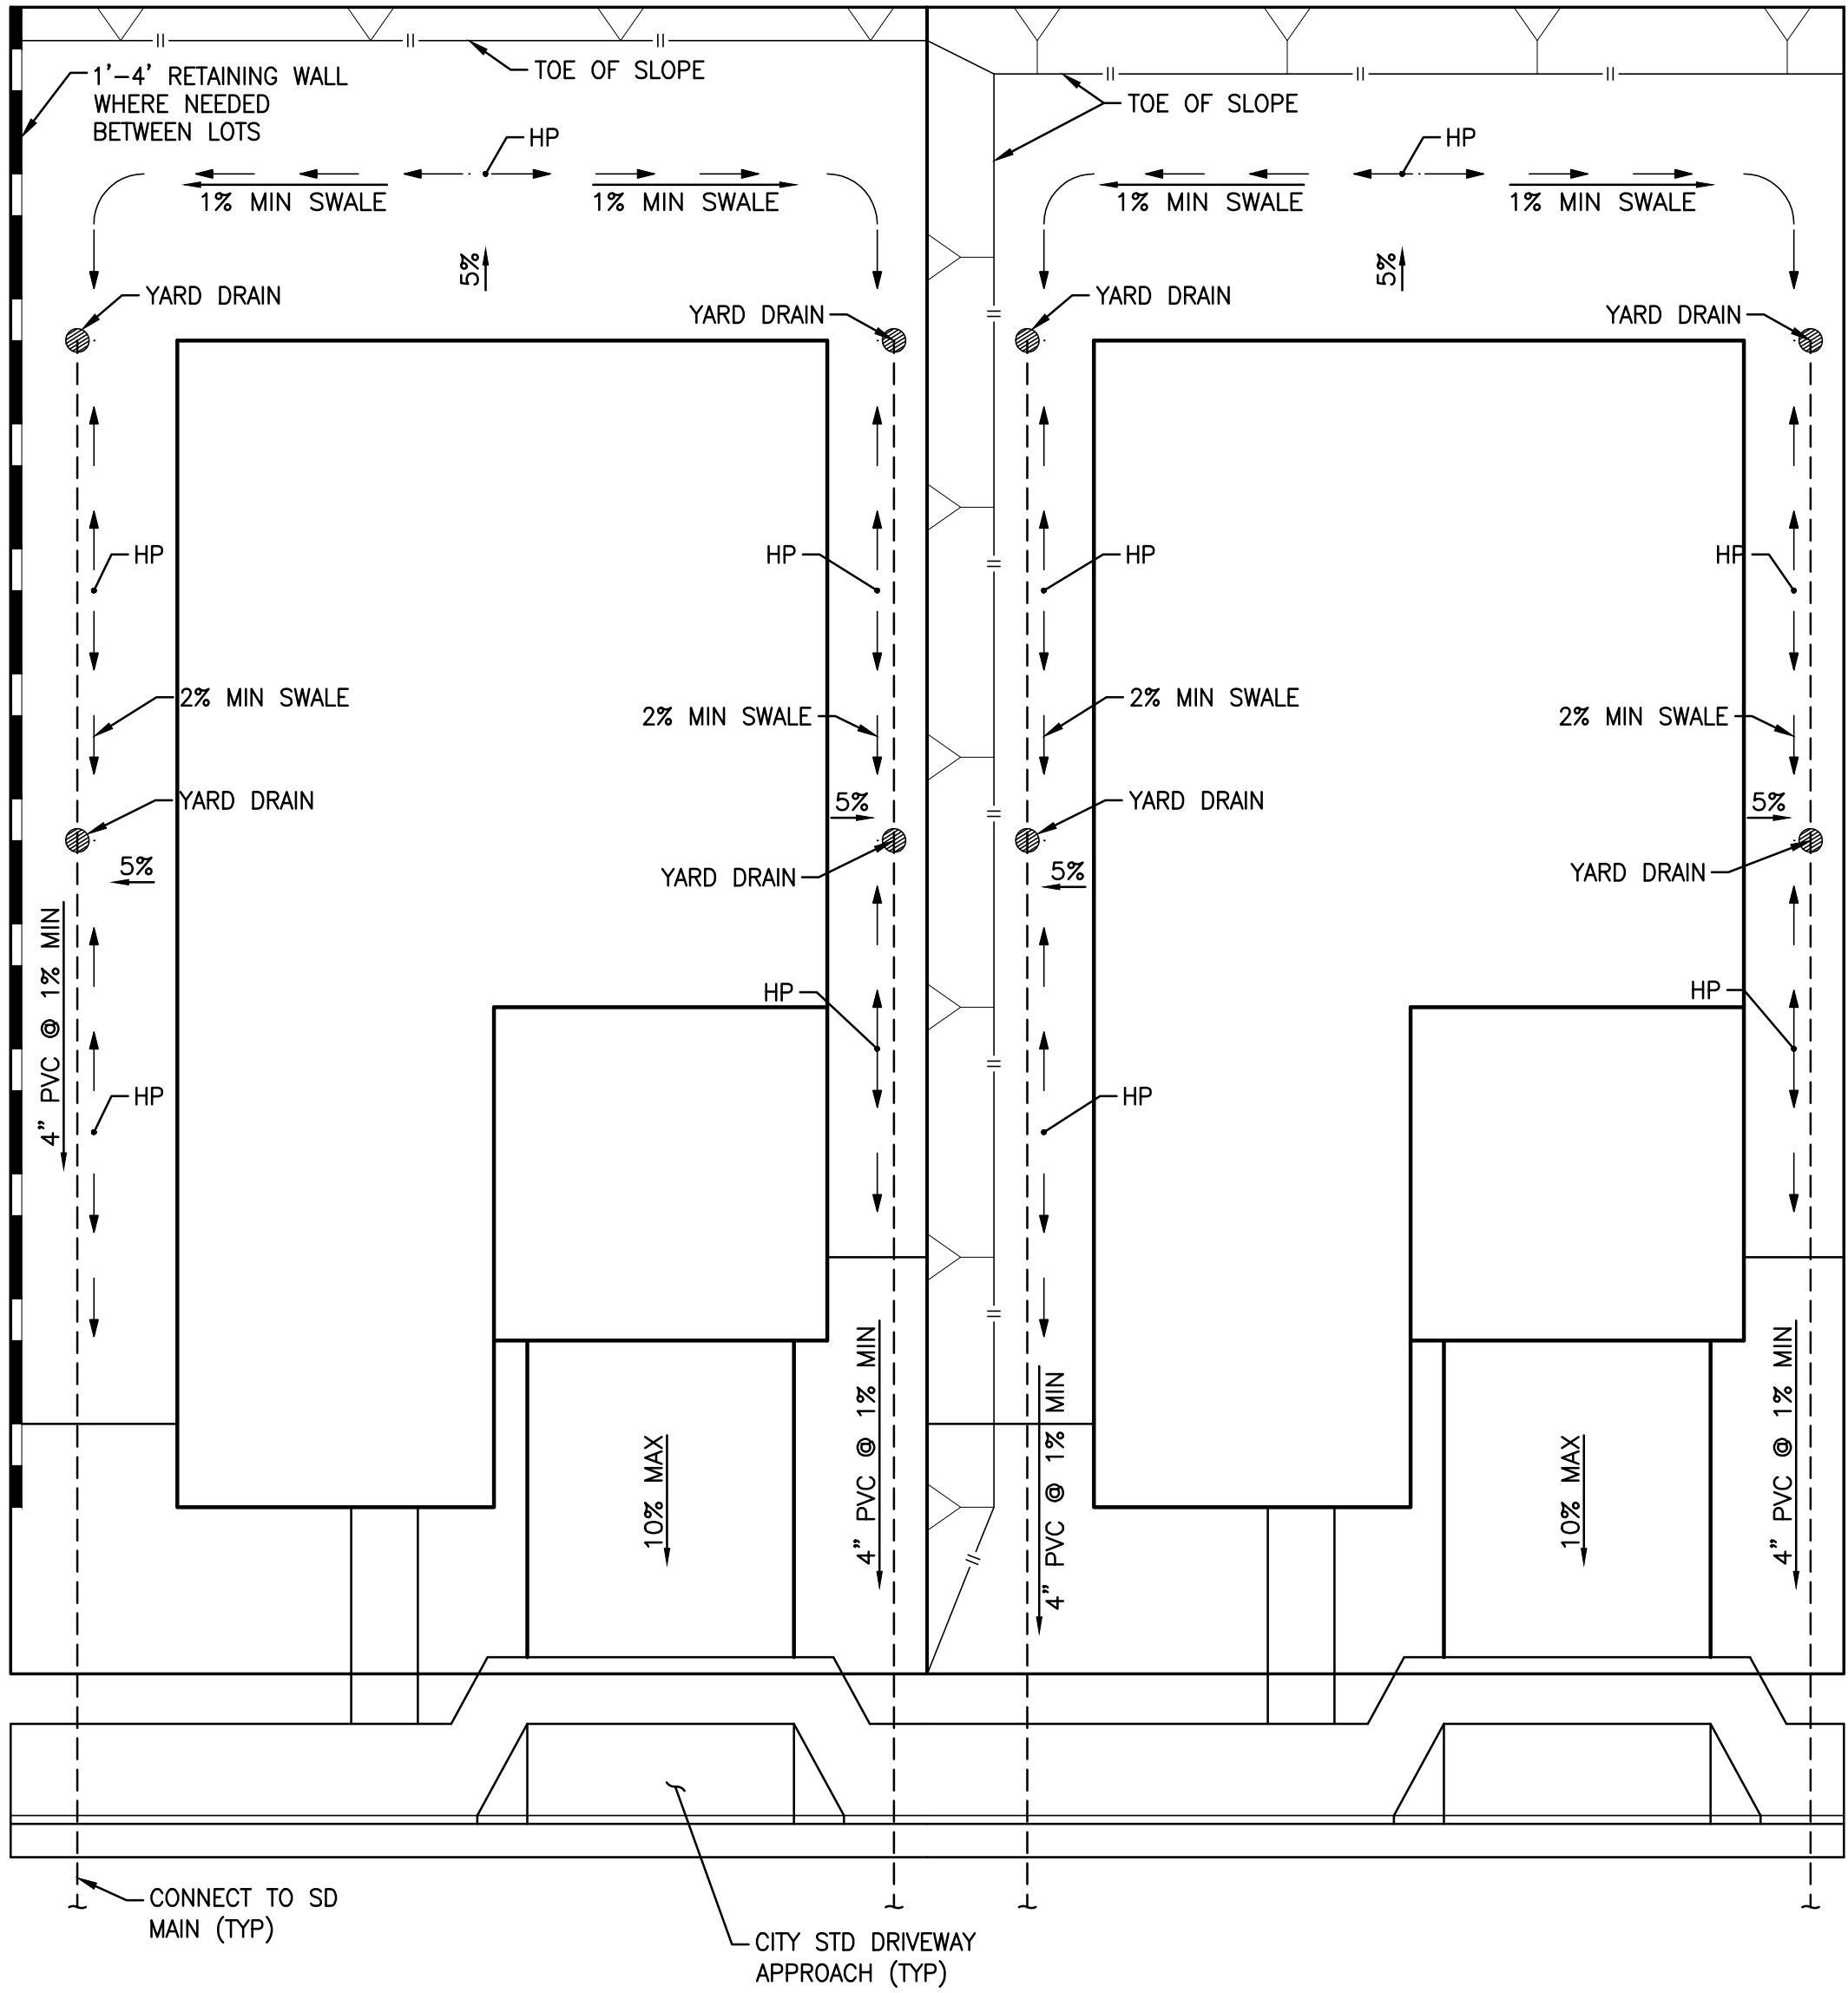 TOE OF SLOPE
1'-4' RETAINING WALL
WHERE NEEDED
BETWEEN LOTS
TOE OF SLOPE
HP
HP
1% MIN SWALE
1% MIN SWALE
1% MIN SWALE
1% MIN SWALE
5%
5%
YARD DRAIN
YARD DRAIN
YARD DRAIN
YARD DRAIN
HP
HP
HP
HP
2% MIN SWALE
2% MIN SWALE
2% MIN SWALE
2% MIN SWALE
YARD DRAIN
5%
YARD DRAIN
5%
5%
YARD DRAIN
5%
YARD DRAIN
4" PVC @ 1% MIN
HP
HP
HP
HP
4" PVC @ 1% MIN
4" PVC @ 1% MIN
4" PVC @ 1% MIN
10% MAX
10% MAX
CONNECT TO SD
MAIN (TYP)
CITY STD DRIVEWAY
APPROACH (TYP)